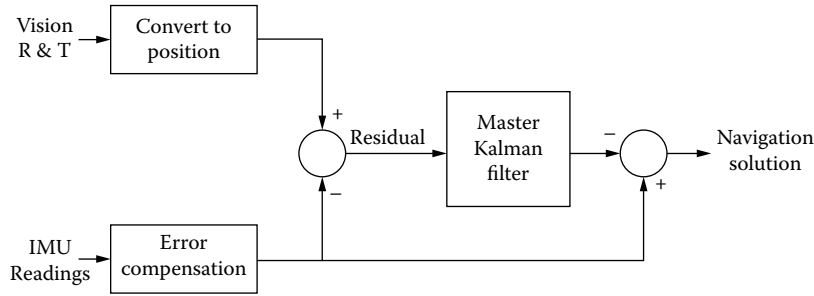 Vision
R & T
Convert to
position
+
Residual
−
Master
Kalman
filter
−
+
Navigation
solution
IMU
Readings
Error
compensation